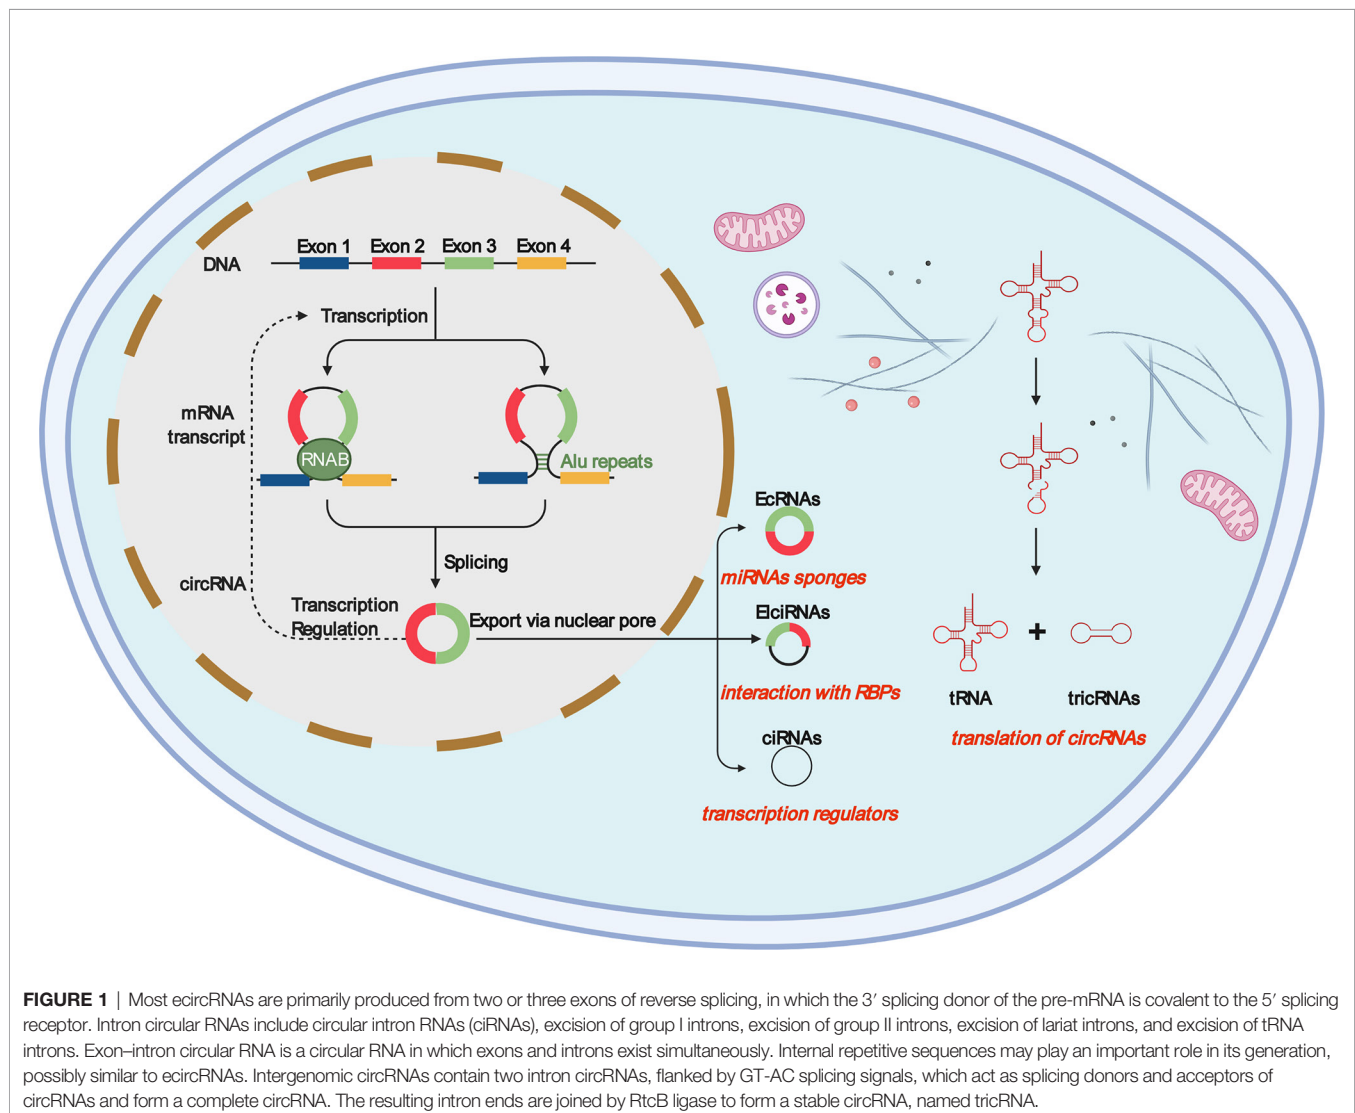 DNA
Exon 1
Exon 2
Exon 3
Exon 4
Transcription
mRNA
transcript
RNAB
Alu repeats
Splicing
circRNA
Transcription
Regulation
Export via nuclear pore
EcRNAs
miRNAs sponges
EIciRNAs
interaction with RBPs
ciRNAs
transcription regulators
+
tRNA
tricRNAs
translation of circRNAs
FIGURE 1 | Most ecircRNAs are primarily produced from two or three exons of reverse splicing, in which the 3′ splicing donor of the pre-mRNA is covalent to the 5′ splicing
receptor. Intron circular RNAs include circular intron RNAs (ciRNAs), excision of group I introns, excision of group II introns, excision of lariat introns, and excision of tRNA
introns. Exon–intron circular RNA is a circular RNA in which exons and introns exist simultaneously. Internal repetitive sequences may play an important role in its generation,
possibly similar to ecircRNAs. Intergenomic circRNAs contain two intron circRNAs, flanked by GT-AC splicing signals, which act as splicing donors and acceptors of
circRNAs and form a complete circRNA. The resulting intron ends are joined by RtcB ligase to form a stable circRNA, named tricRNA.